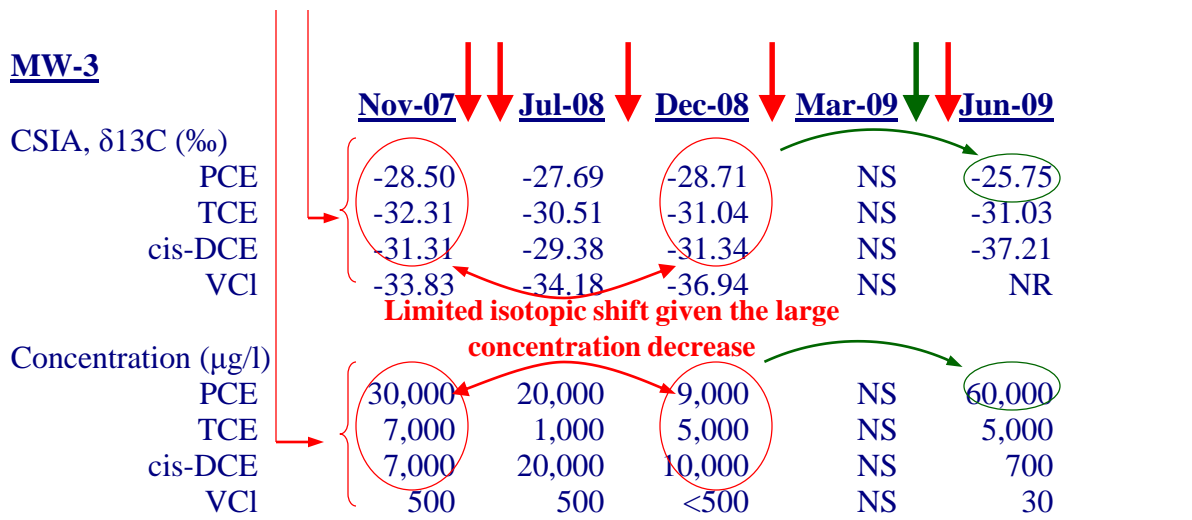 MW-3
Nov-07 Jul-08 Dec-08 Mar-09 Jun-09
CSIA, δ13C (‰)
PCE -28.50 -27.69 -28.71 NS -25.75
TCE -32.31 -30.51 -31.04 NS -31.03
cis-DCE -31.31 -29.38 -31.34 NS -37.21
VCl -33.83 -34.18 -36.94 NS NR
Limited isotopic shift given the large
concentration decrease
Concentration (μg/l)
PCE 30,000 20,000 9,000 NS 60,000
TCE 7,000 1,000 5,000 NS 5,000
cis-DCE 7,000 20,000 10,000 NS 700
VCl 500 500 <500 NS 30